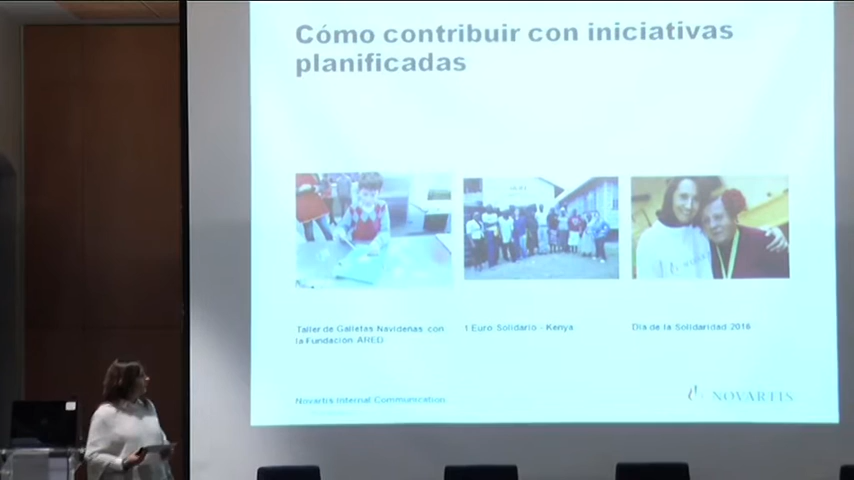 Cómo contribuir con iniciativas
planificadas
Taller de Galletas Navideñas con
la Fundación ANED
1 Euro Solidario - Kenya
Día de la Solidaridad 2016
Novartis Internal Communication
NOVARTIS